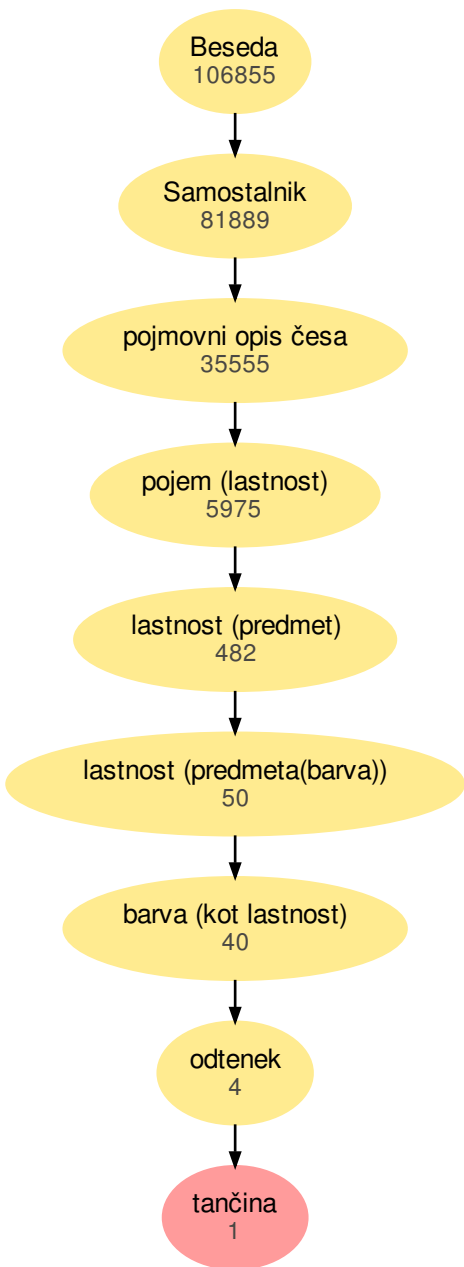 Beseda
106855
Samostalnik
81889
pojmovni opis česa
35555
pojem (lastnost)
5975
lastnost (predmet)
482
lastnost (predmeta(barva))
50
barva (kot lastnost)
40
odtenek
4
tančina
1